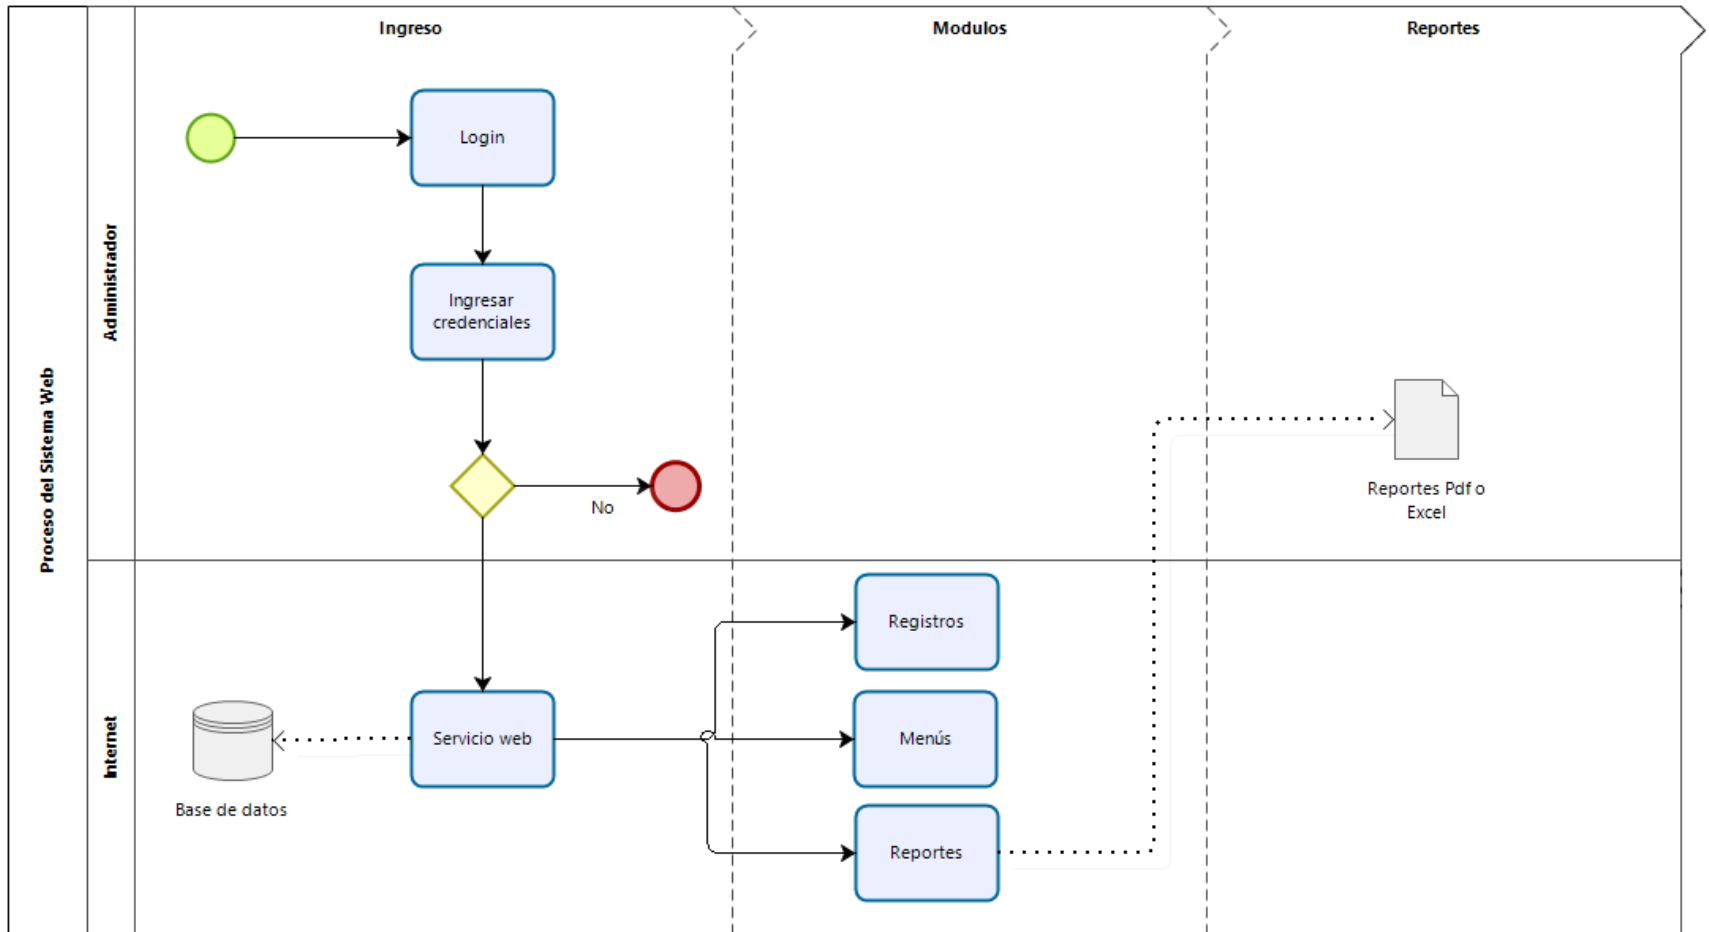 Ingreso
Modulos
Reportes
Proceso del Sistema Web
Administrador
Login
Ingresar
credenciales
No
Reportes Pdf o
Excel
Internet
Registros
Servicio web
Menús
Base de datos
Reportes